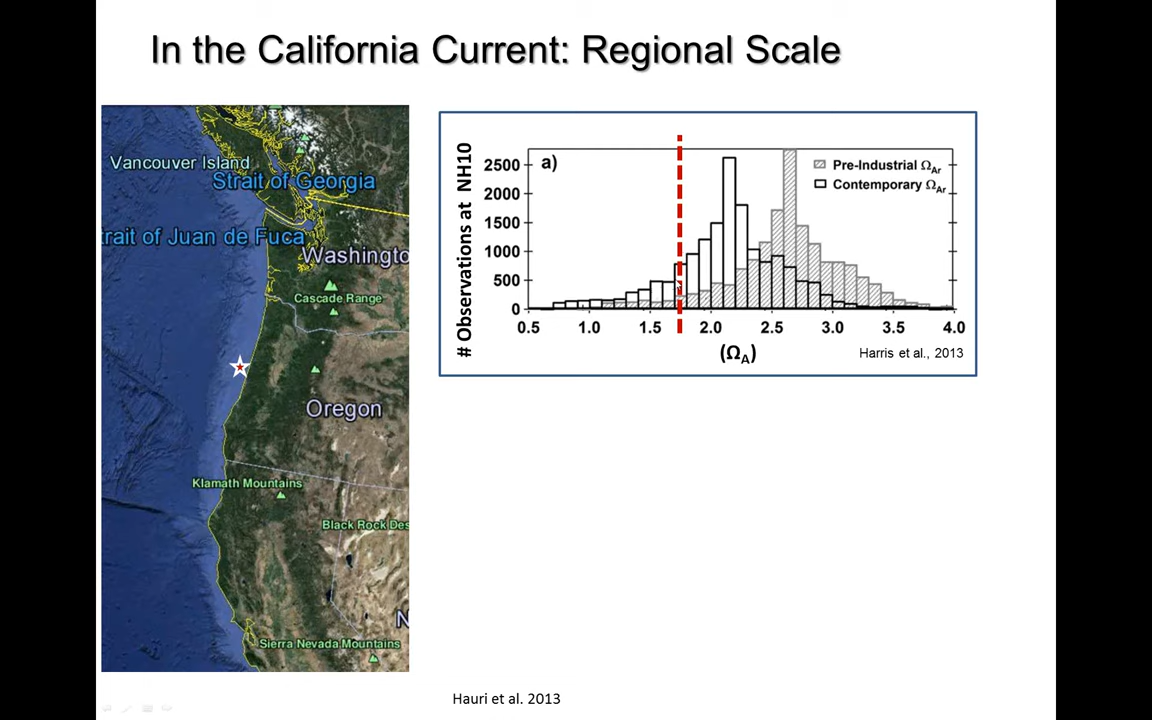 In the California Current: Regional Scale
Vancouver Island
Strait of Georgia
trait of Juan de Fuca
Washingto
Cascade Range
Oregon
Klamath Mountains
Black Rock Des
N
Sierra Nevada Mountains
# Observations at NH10
a)
Pre-Industrial ΩAr
Contemporary ΩAr
2500
2000
1500
1000
500
0
0.5 1.0 1.5 2.0 2.5 3.0 3.5 4.0
(ΩA)
Harris et al., 2013
Hauri et al. 2013